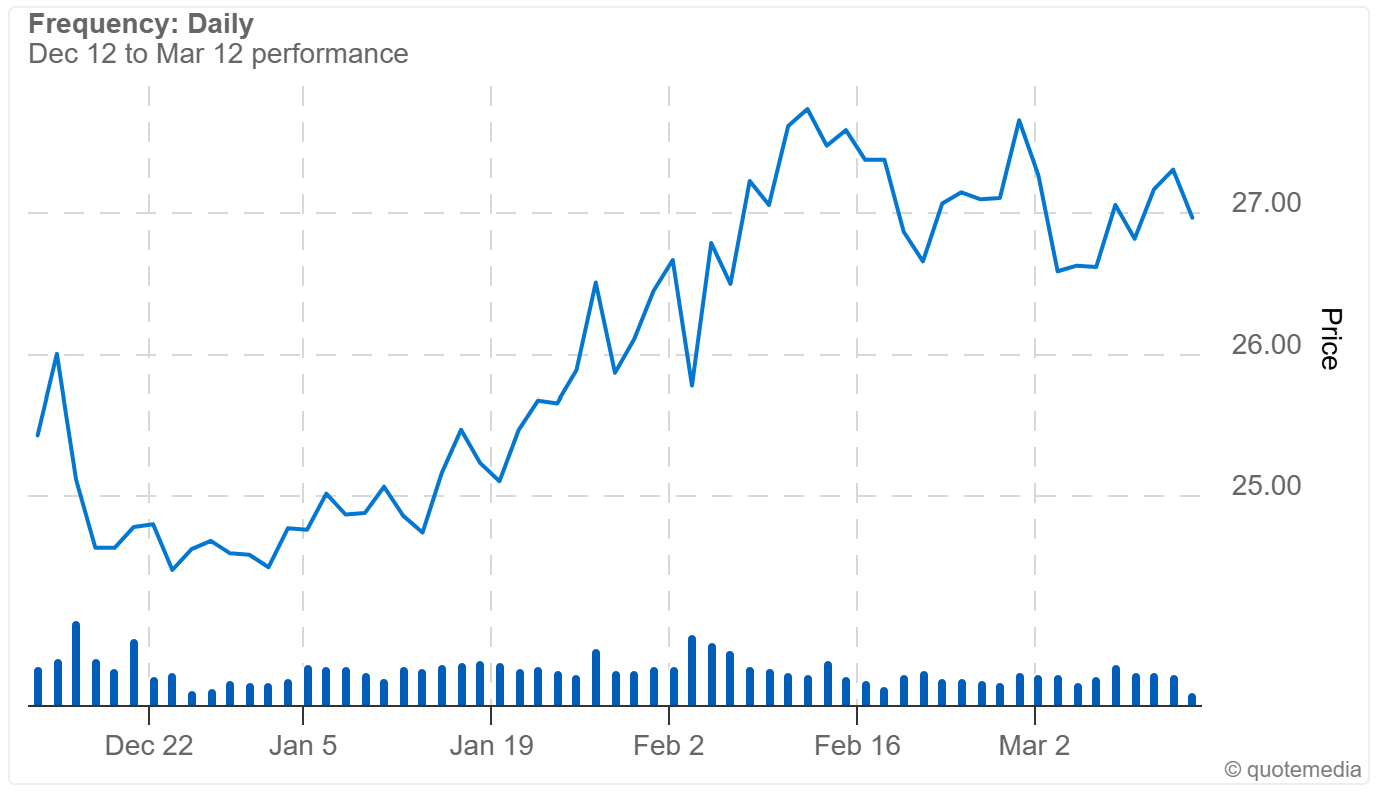 Frequency: Daily
Dec 12 to Mar 12 performance
27.00
26.00
25.00
Price
Dec 22 Jan 5 Jan 19 Feb 2 Feb 16 Mar 2
© quotemedia